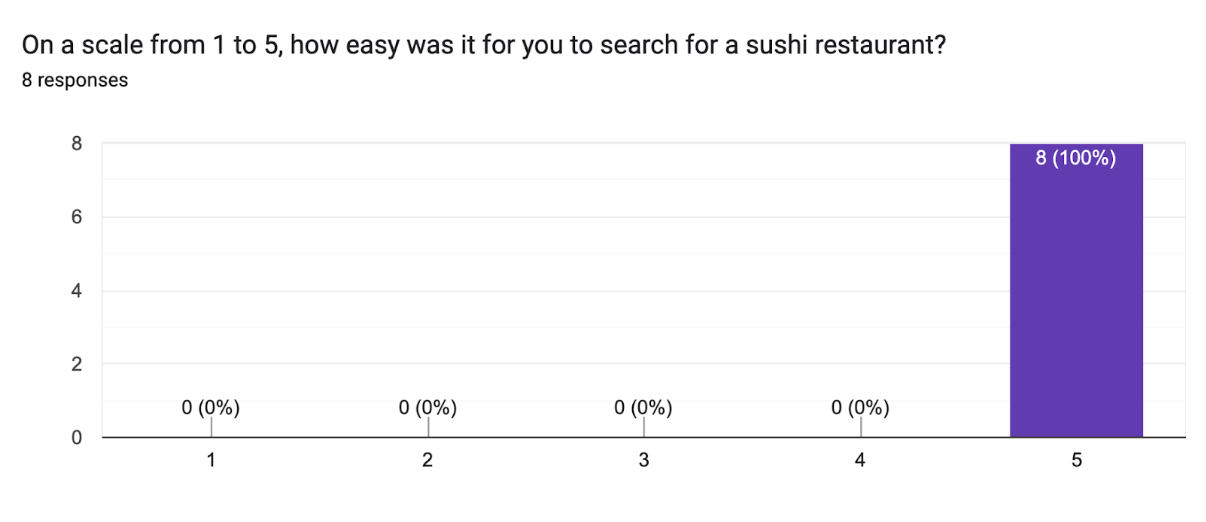 On a scale from 1 to 5, how easy was it for you to search for a sushi restaurant?
8 responses
8
8 (100%)
6
4
2
0 (0%) 0 (0%) 0 (0%) 0 (0%)
0
1 2 3 4 5